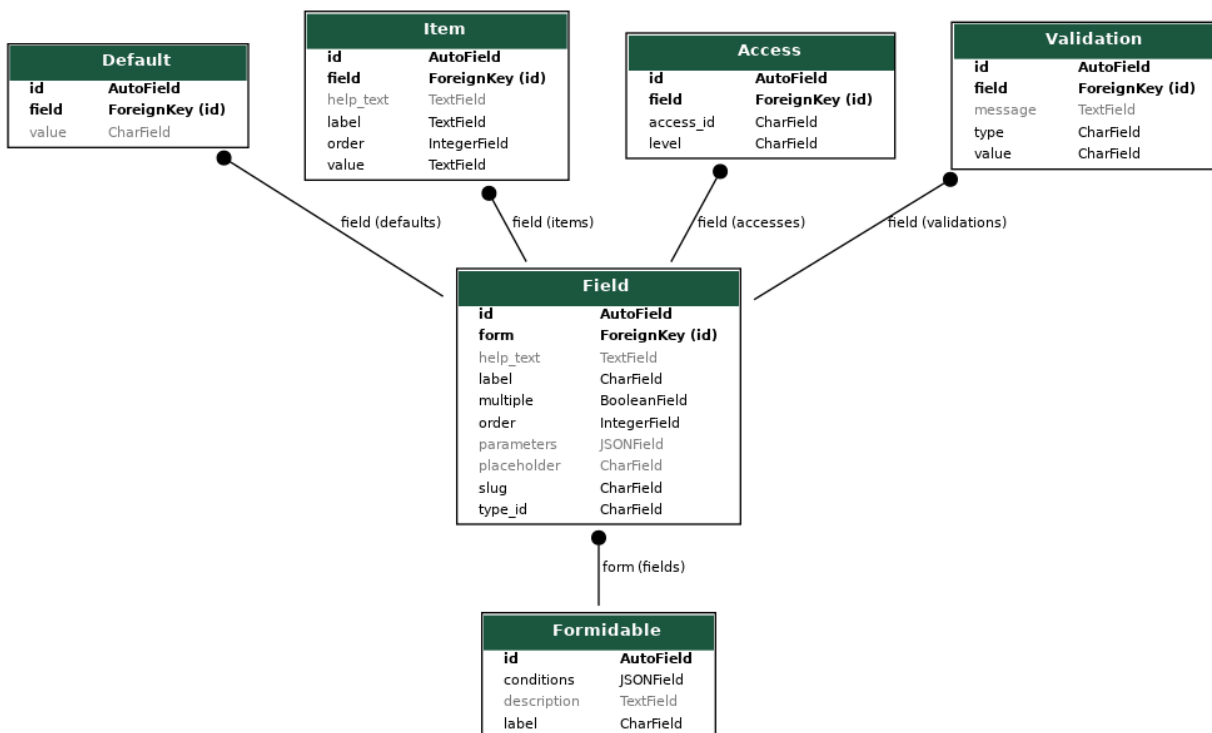 Default
id AutoField
field ForeignKey (id)
value CharField
Item
id AutoField
field ForeignKey (id)
help_text TextField
label TextField
order IntegerField
value TextField
Access
id AutoField
field ForeignKey (id)
access_id CharField
level CharField
Validation
id AutoField
field ForeignKey (id)
message TextField
type CharField
value CharField
field (defaults)
field (items)
field (accesses)
field (validations)
Field
id AutoField
form ForeignKey (id)
help_text TextField
label CharField
multiple BooleanField
order IntegerField
parameters JSONField
placeholder CharField
slug CharField
type_id CharField
form (fields)
Formidable
id AutoField
conditions JSONField
description TextField
label CharField